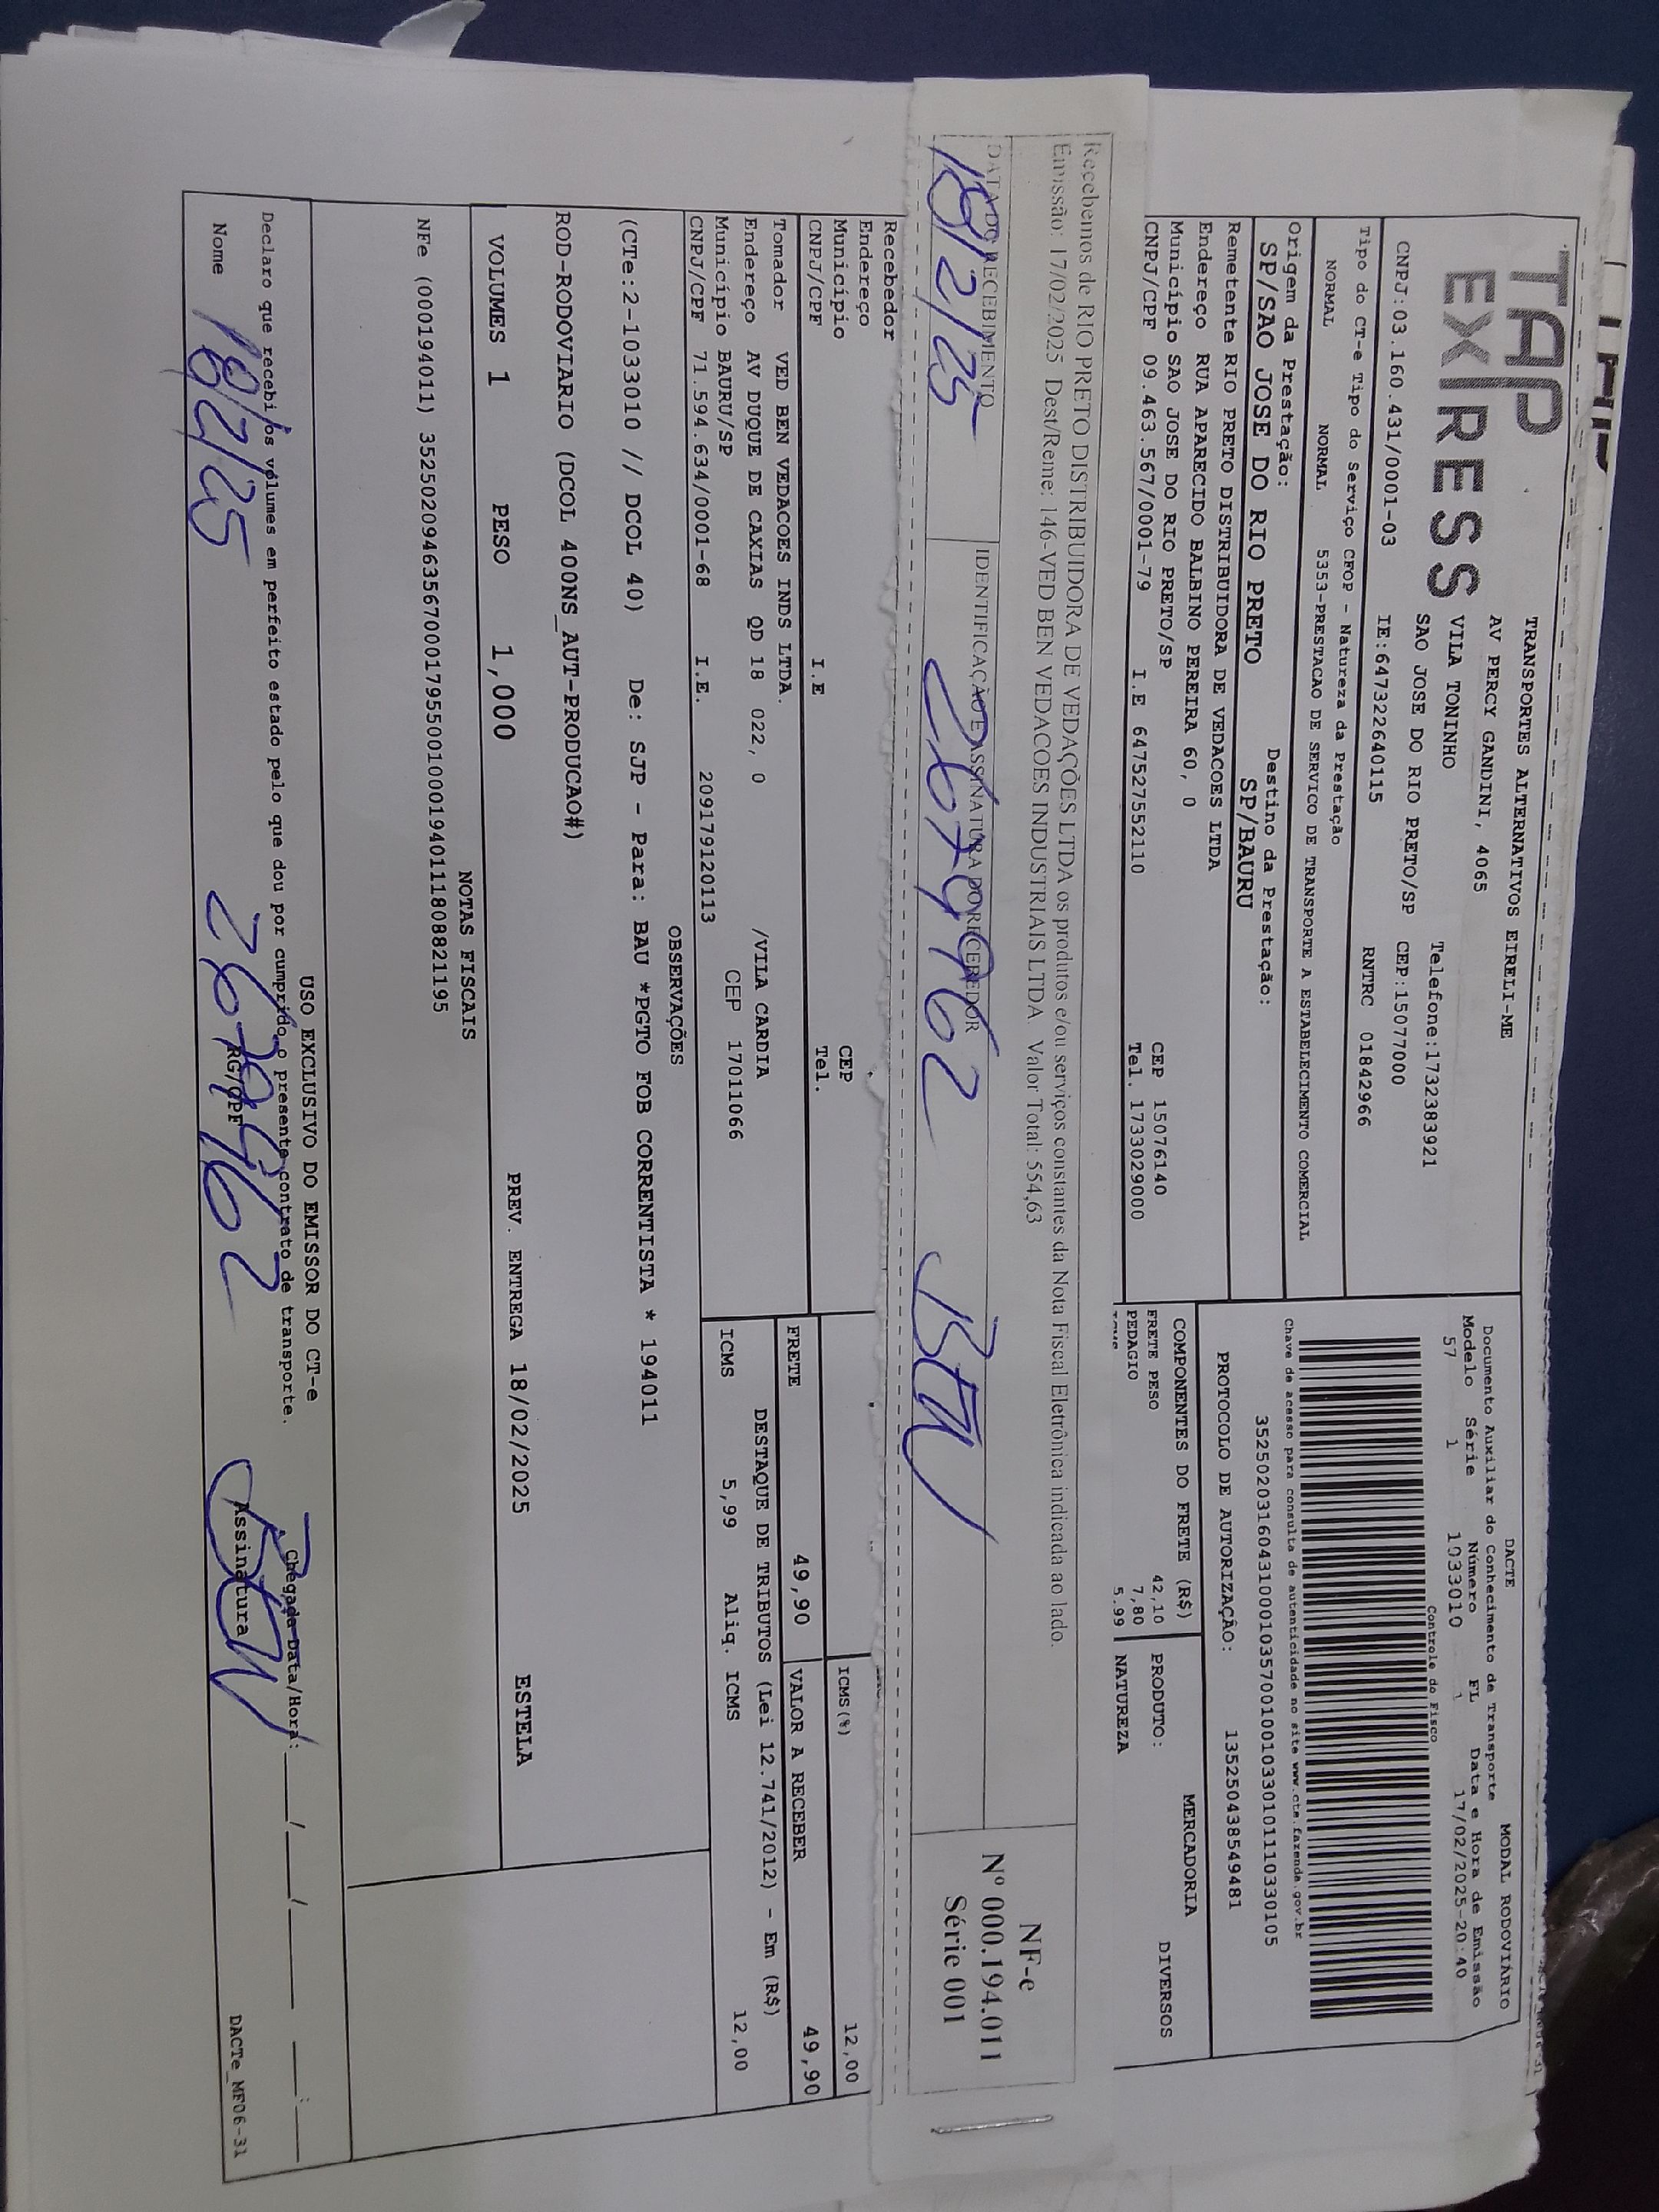 TAP
EXPRESS
TRANSPORTES ALTERNATIVOS EIRELI-ME
AV PERCY GANDINI, 4065
VILA TONINHO
Telefone:1732383921
SAO JOSE DO RIO PRETO/SP
CEP:15077000
CNPJ:03.160.431/0001-03
IE:647322640115
RNTRC 01842966
DACTE
MODAL RODOVIÁRIO
Documento Auxiliar do Conhecimento de Transporte
Modelo Série Número FL Data e Hora de Emissão
57 1 1033010 1 17/02/2025-20:40
Controle do Fisco
Tipo do CT-e Tipo do Serviço CFOP - Natureza da Prestação
NORMAL NORMAL 5353-PRESTACAO DE SERVICO DE TRANSPORTE A ESTABELECIMENTO COMERCIAL
Chave de acesso para consulta de autenticidade no site www.cte.fazenda.gov.br
35250203160431000103570010010330101110330105
Origem da Prestação: Destino da Prestação:
SP/SAO JOSE DO RIO PRETO SP/BAURU
PROTOCOLO DE AUTORIZAÇÃO: 135250438549481
Remetente RIO PRETO DISTRIBUIDORA DE VEDACOES LTDA
Endereço RUA APARECIDO BALBINO PEREIRA 60, 0
Município SAO JOSE DO RIO PRETO/SP CEP 15076140
CNPJ/CPF 09.463.567/0001-79 I.E 647527552110 Tel. 1733029000
COMPONENTES DO FRETE (R$) MERCADORIA
FRETE PESO 42,10 PRODUTO: DIVERSOS
PEDAGIO 7,80 NATUREZA
5.99
Recebemos de RIO PRETO DISTRIBUIDORA DE VEDAÇÕES LTDA os produtos e/ou serviços constantes da Nota Fiscal Eletrônica indicada ao lado.
Emissão: 17/02/2025 Dest/Reme: 146-VED BEN VEDACOES INDUSTRIAIS LTDA Valor Total: 554,63
DATA DO RECEBIMENTO IDENTIFICAÇÃO E ASSINATURA DO RECEBEDOR
18/2/25 2679962
NF-e
Nº 000.194.011
Série 001
Recebedor
Endereço
Município CEP
CNPJ/CPF I.E Tel.
ICMS(%) 12,00
Tomador VED BEN VEDACOES INDS LTDA.
Endereço AV DUQUE DE CAXIAS QD 18 022, 0 /VILA CARDIA
Município BAURU/SP CEP 17011066
CNPJ/CPF 71.594.634/0001-68 I.E. 209179120113
FRETE 49,90 VALOR A RECEBER 49,90
DESTAQUE DE TRIBUTOS (Lei 12.741/2012) - Em (R$)
ICMS 5,99 Aliq. ICMS 12,00
OBSERVAÇÕES
(CTe:2-1033010 // DCOL 40) De: SJP - Para: BAU *PGTO FOB CORRENTISTA * 194011
ROD-RODOVIARIO (DCOL 400NS_AUT-PRODUCAO#)
VOLUMES 1 PESO 1,000 PREV. ENTREGA 18/02/2025 ESTELA
NOTAS FISCAIS
NFe (000194011) 35250209463567000179550010001940111808821195
USO EXCLUSIVO DO EMISSOR DO CT-e
Declaro que recebi os volumes em perfeito estado pelo que dou por cumprido o presente contrato de transporte.
Chegada Data/Hora: ___/___/_____ ___:___
Nome RG/CPF Assinatura
18/2/25 2679962
DACTe_MF06-31